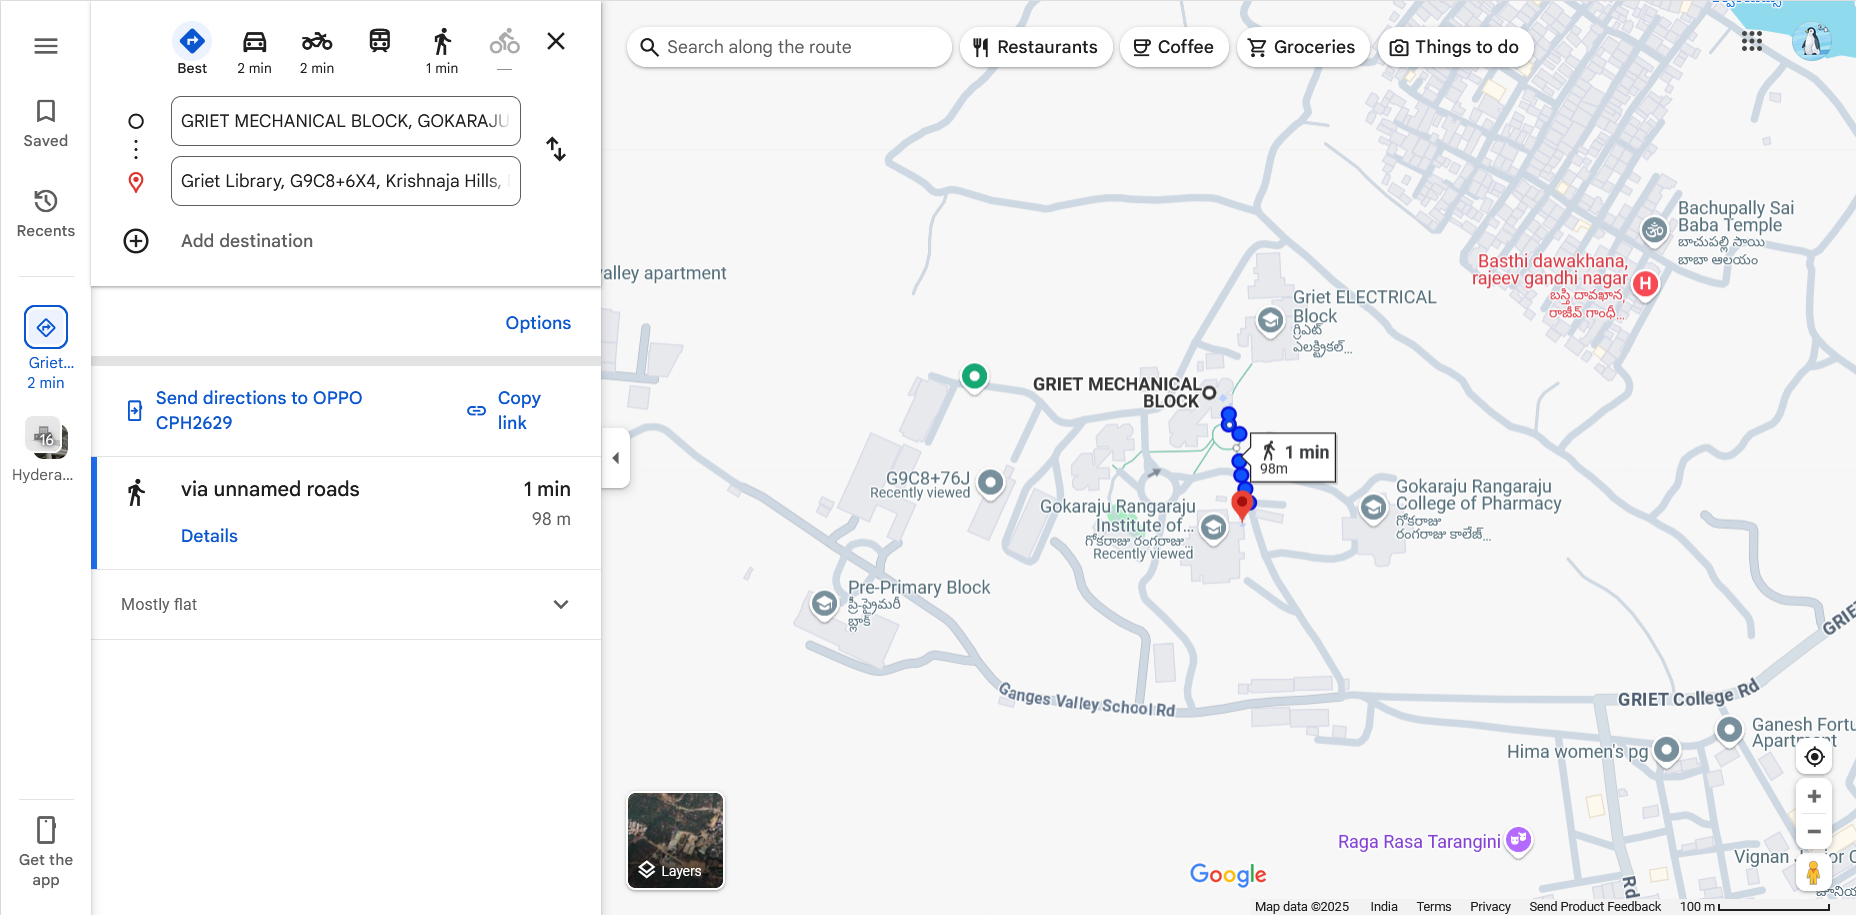 Best
2 min
2 min
1 min
—
GRIET MECHANICAL BLOCK, GOKARAJU
Griet Library, G9C8+6X4, Krishnaja Hills,
Add destination
Saved
Recents
Griet...
2 min
16
Hydera...
Get the
app
Options
Send directions to OPPO
CPH2629
Copy
link
via unnamed roads
1 min
98 m
Details
Mostly flat
Search along the route
Restaurants
Coffee
Groceries
Things to do
valley apartment
Bachupally Sai
Baba Temple
బాచుపల్లి సాయి
బాబా ఆలయం
Basthi dawakhana,
rajeev gandhi nagar
బస్తీ దావఖాన,
రాజీవ్ గాంధీ...
H
Griet ELECTRICAL
Block
గ్రిఎట్
ఎలక్ట్రికల్...
GRIET MECHANICAL
BLOCK
1 min
98m
G9C8+76J
Recently viewed
Gokaraju Rangaraju
Institute of...
గోకరాజు రంగరాజు...
Recently viewed
Gokaraju Rangaraju
College of Pharmacy
గోకరాజు
రంగరాజు కాలేజ్...
Pre-Primary Block
ప్రీ-ప్రైమరీ
బ్లాక్
Ganges Valley School Rd
GRIET College Rd
GRIE
Ganesh Fortu
Apartment
Hima women's pg
Raga Rasa Tarangini
Rd
Layers
Google
Map data ©2025
India
Terms
Privacy
Send Product Feedback
100 m